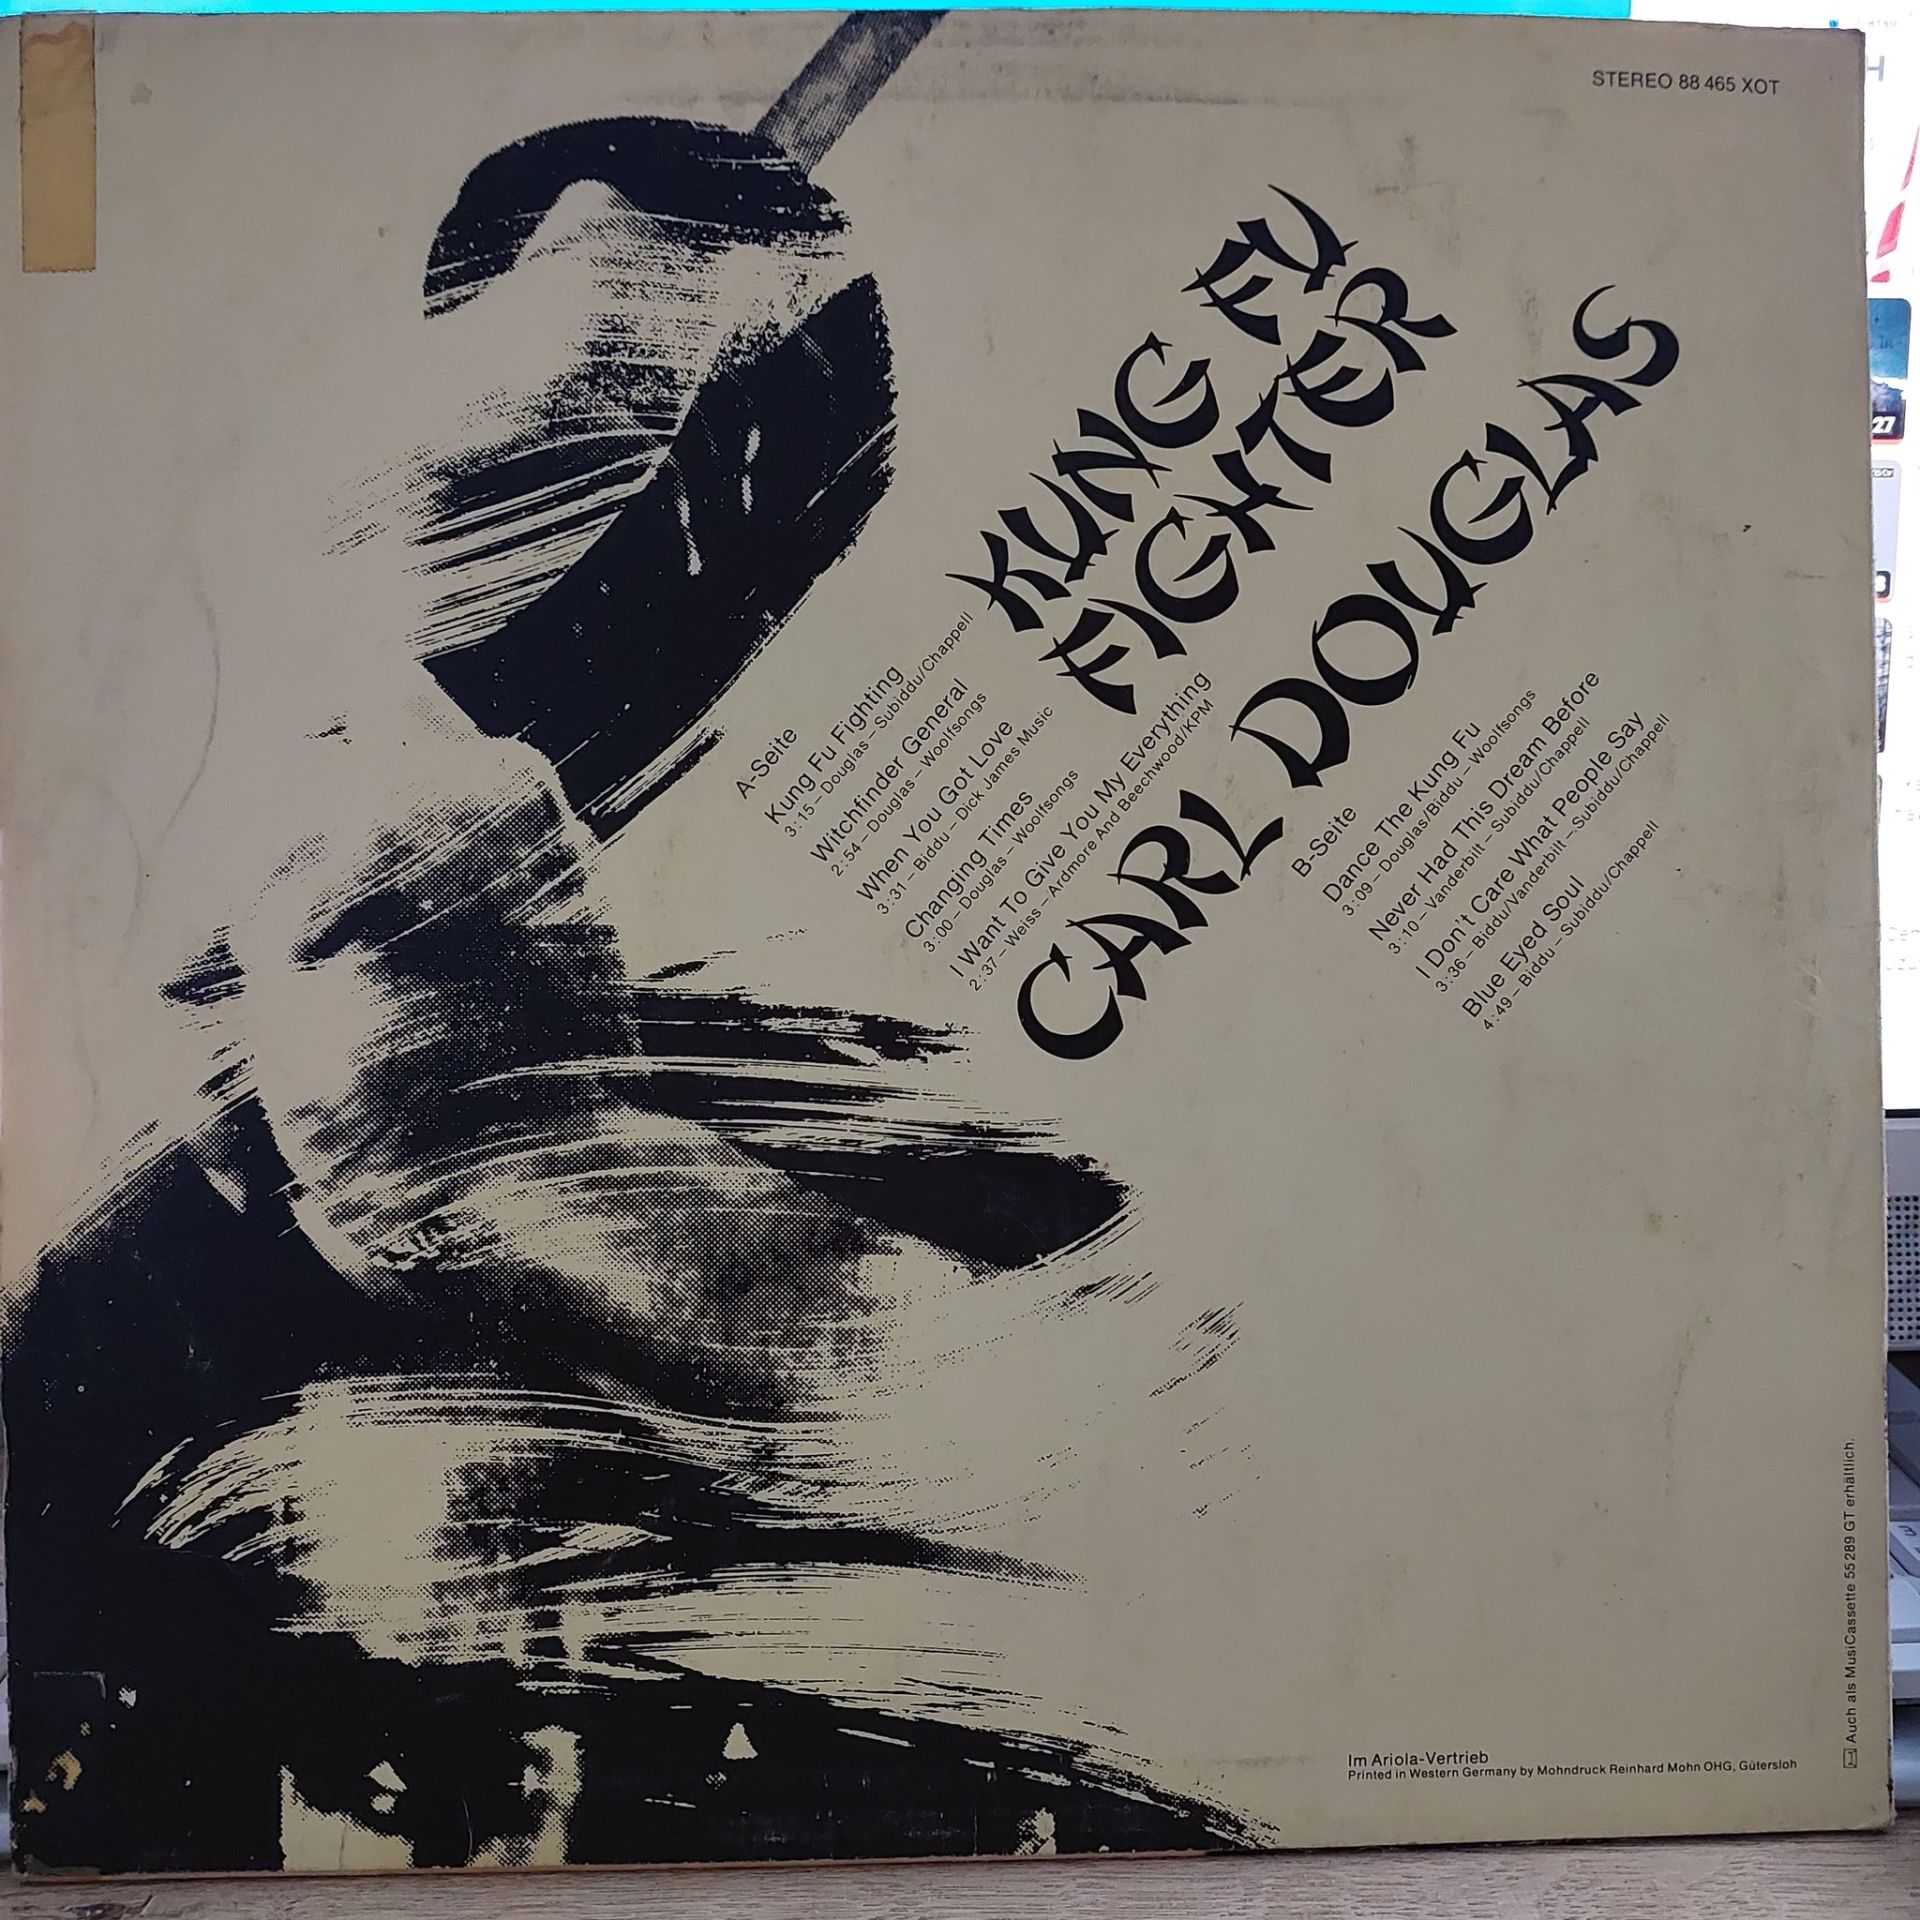 STEREO 88 465 XOT
KUNG FU
FIGHTER
CARL DOUGLAS
A-Seite
Kung Fu Fighting
3:15 – Douglas – Subiddu/Chappell
Witchfinder General
2:54 – Douglas – Woolfsongs
When You Got Love
3:31 – Biddu – Dick James Music
Changing Times
3:00 – Douglas – Woolfsongs
I Want To Give You My Everything
2:37 – Weiss – Ardmore And Beechwood/KPM
B-Seite
Dance The Kung Fu
3:09 – Douglas/Biddu – Woolfsongs
Never Had This Dream Before
3:10 – Vanderbilt – Subiddu/Chappell
I Don't Care What People Say
3:36 – Biddu/Vanderbilt – Subiddu/Chappell
Blue Eyed Soul
4:49 – Biddu – Subiddu/Chappell
Im Ariola-Vertrieb
Printed in Western Germany by Mohndruck Reinhard Mohn OHG, Gütersloh
Auch als MusiCassette 55 289 GT erhältlich.
27